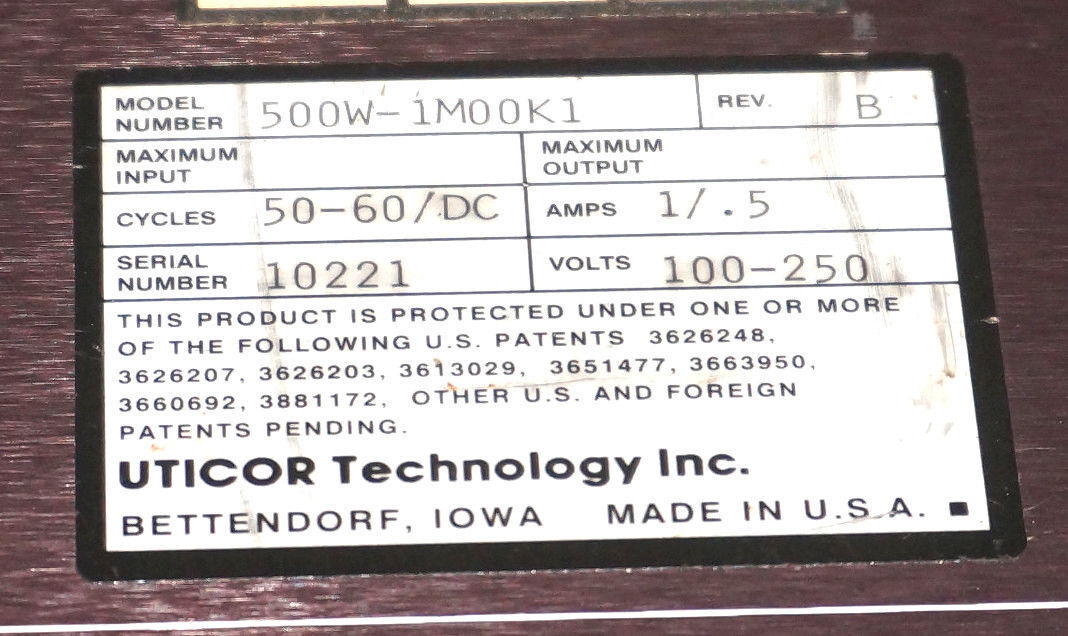 MODEL NUMBER 500W-1M00K1 REV. B
MAXIMUM INPUT MAXIMUM OUTPUT
CYCLES 50-60/DC AMPS 1/.5
SERIAL NUMBER 10221 VOLTS 100-250
THIS PRODUCT IS PROTECTED UNDER ONE OR MORE
OF THE FOLLOWING U.S. PATENTS 3626248,
3626207, 3626203, 3613029, 3651477, 3663950,
3660692, 3881172, OTHER U.S. AND FOREIGN
PATENTS PENDING.
UTICOR Technology Inc.
BETTENDORF, IOWA MADE IN U.S.A.